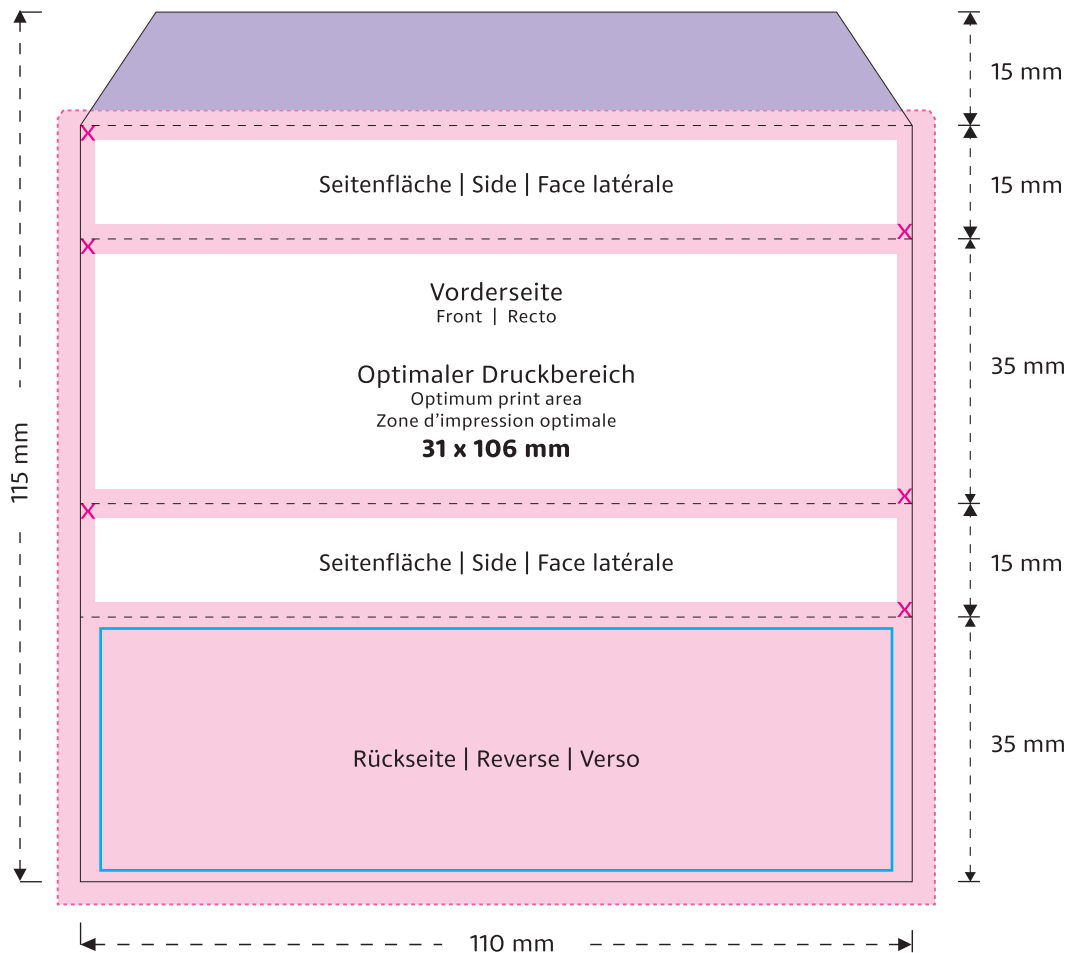 15 mm
Seitenfläche | Side | Face latérale
15 mm
Vorderseite
Front | Recto
Optimaler Druckbereich
Optimum print area
Zone d’impression optimale
31 x 106 mm
35 mm
115 mm
Seitenfläche | Side | Face latérale
15 mm
Rückseite | Reverse | Verso
35 mm
110 mm